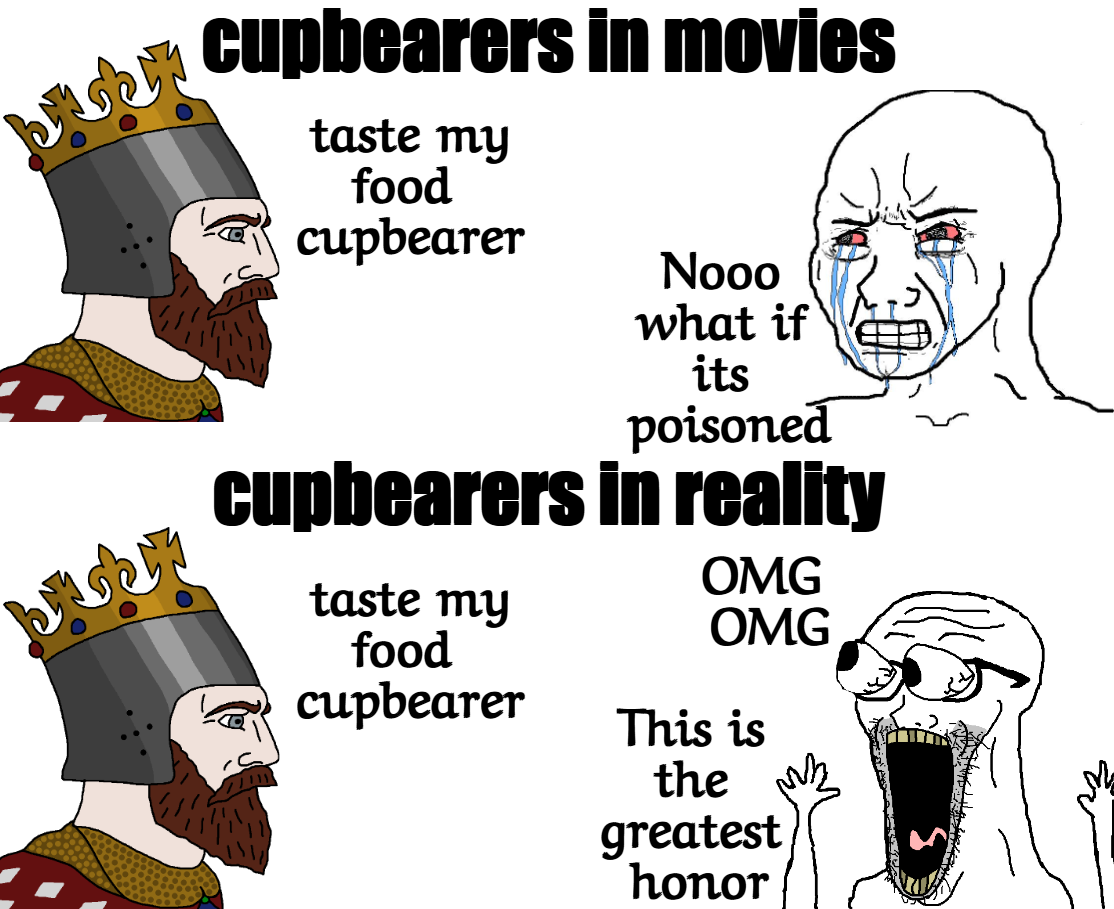 cupbearers in movies
taste my
food
cupbearer
Nooo
what if
its
poisoned
cupbearers in reality
taste my
food
cupbearer
OMG
OMG
This is
the
greatest
honor